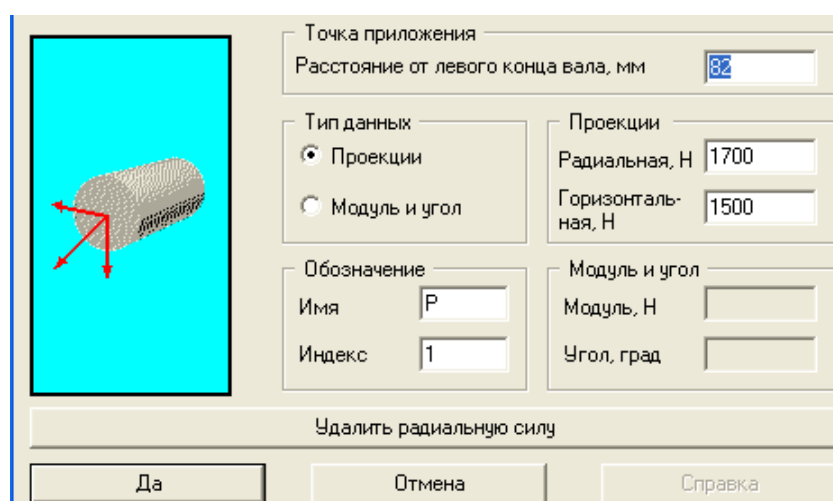 Точка приложения
Расстояние от левого конца вала, мм 82
Тип данных
Проекции
Модуль и угол
Проекции
Радиальная, Н 1700
Горизонталь-
ная, Н 1500
Обозначение
Имя P
Индекс 1
Модуль и угол
Модуль, Н
Угол, град
Удалить радиальную силу
Да Отмена Справка